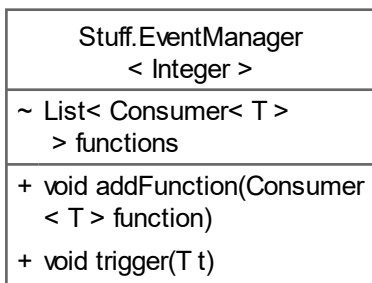 Stuff.EventManager
< Integer >
~ List< Consumer< T >
> functions
+ void addFunction(Consumer
< T > function)
+ void trigger(T t)